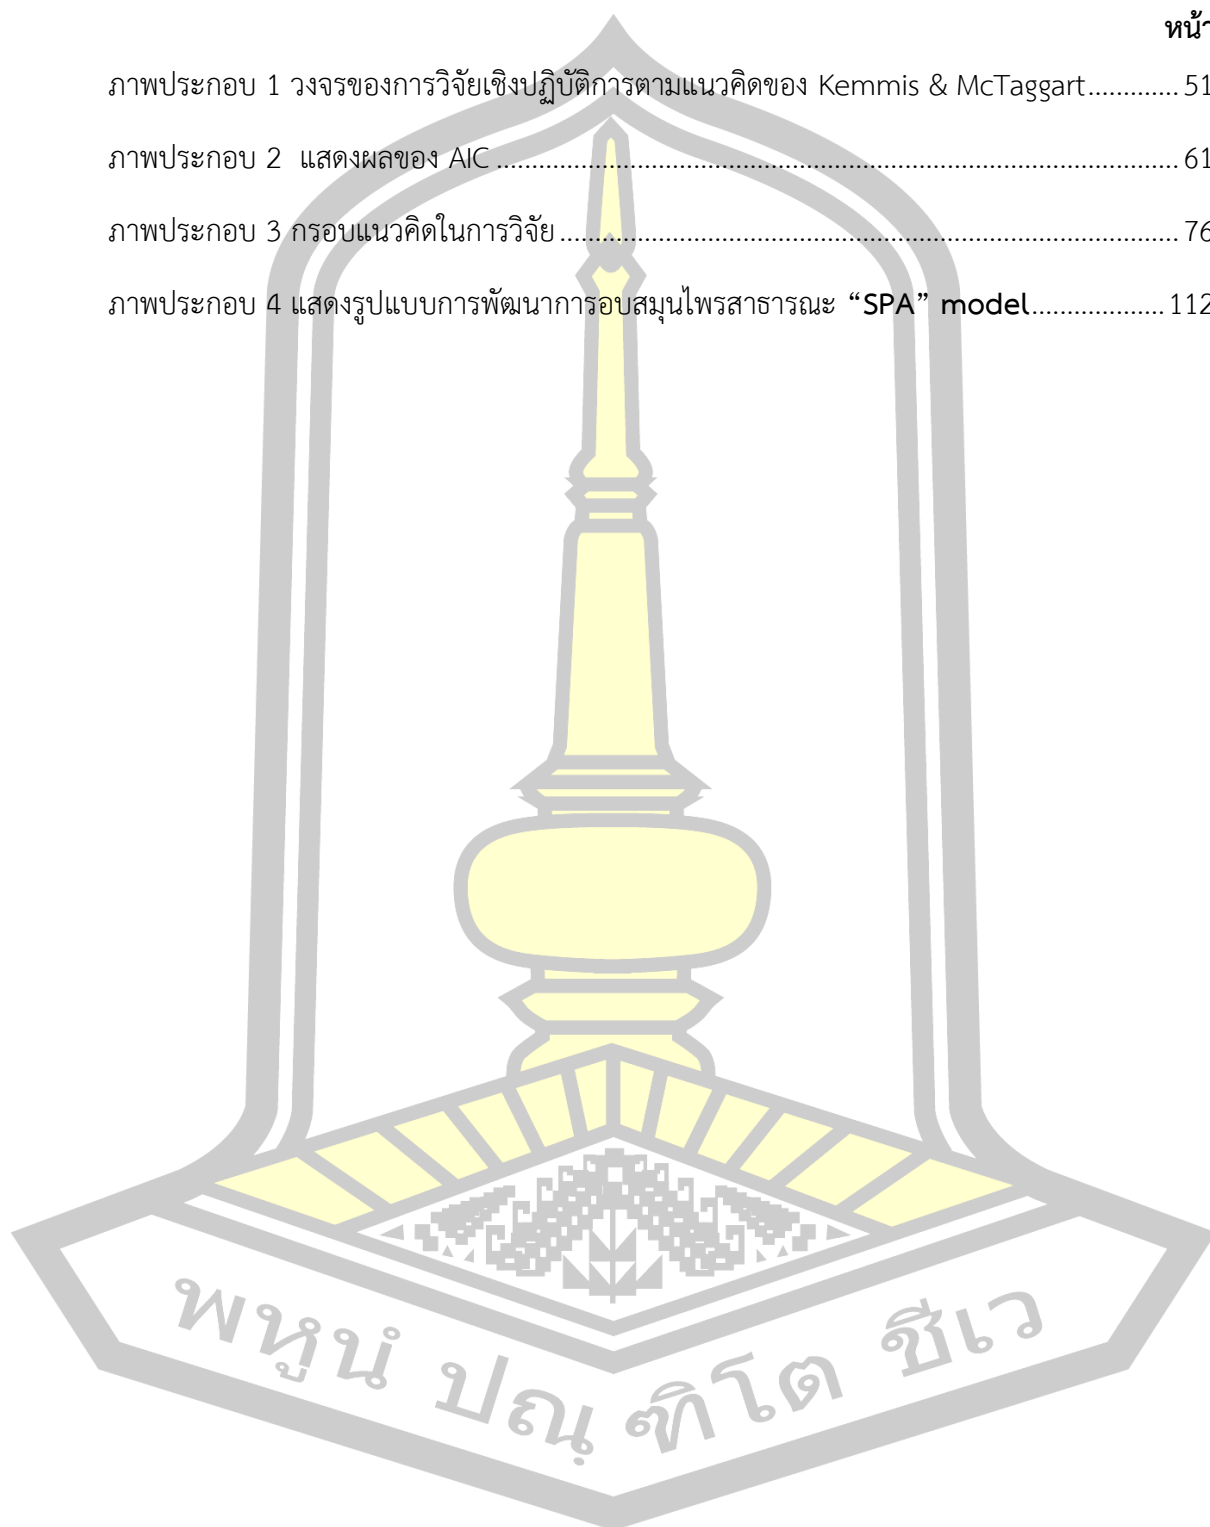 หน้า
ภาพประกอบ 1 วงจรของการวิจัยเชิงปฏิบัติการตามแนวคิดของ Kemmis & McTaggart............. 51
ภาพประกอบ 2 แสดงผลของ AIC ................................................................................................. 61
ภาพประกอบ 3 กรอบแนวคิดในการวิจัย ........................................................................................ 76
ภาพประกอบ 4 แสดงรูปแบบการพัฒนาการอบสมุนไพรสาธารณะ “SPA” model................... 112
พหูนํ ปณฺฑิโต ชีเว